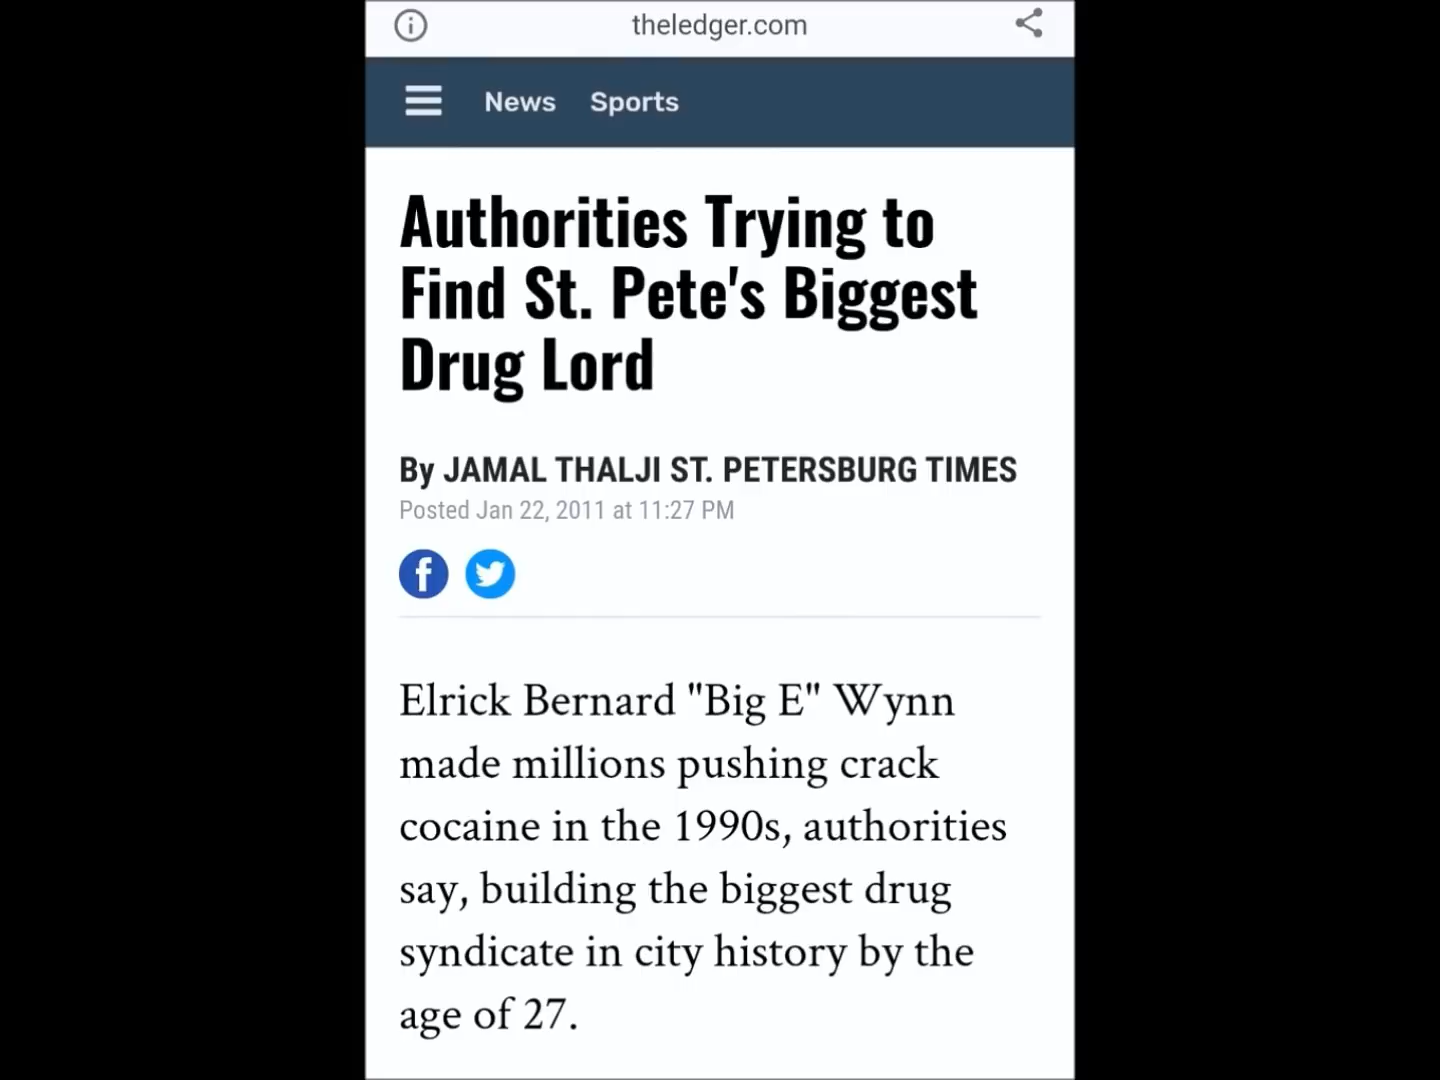 theledger.com
News Sports
Authorities Trying to
Find St. Pete's Biggest
Drug Lord
By JAMAL THALJI ST. PETERSBURG TIMES
Posted Jan 22, 2011 at 11:27 PM
Elrick Bernard "Big E" Wynn
made millions pushing crack
cocaine in the 1990s, authorities
say, building the biggest drug
syndicate in city history by the
age of 27.